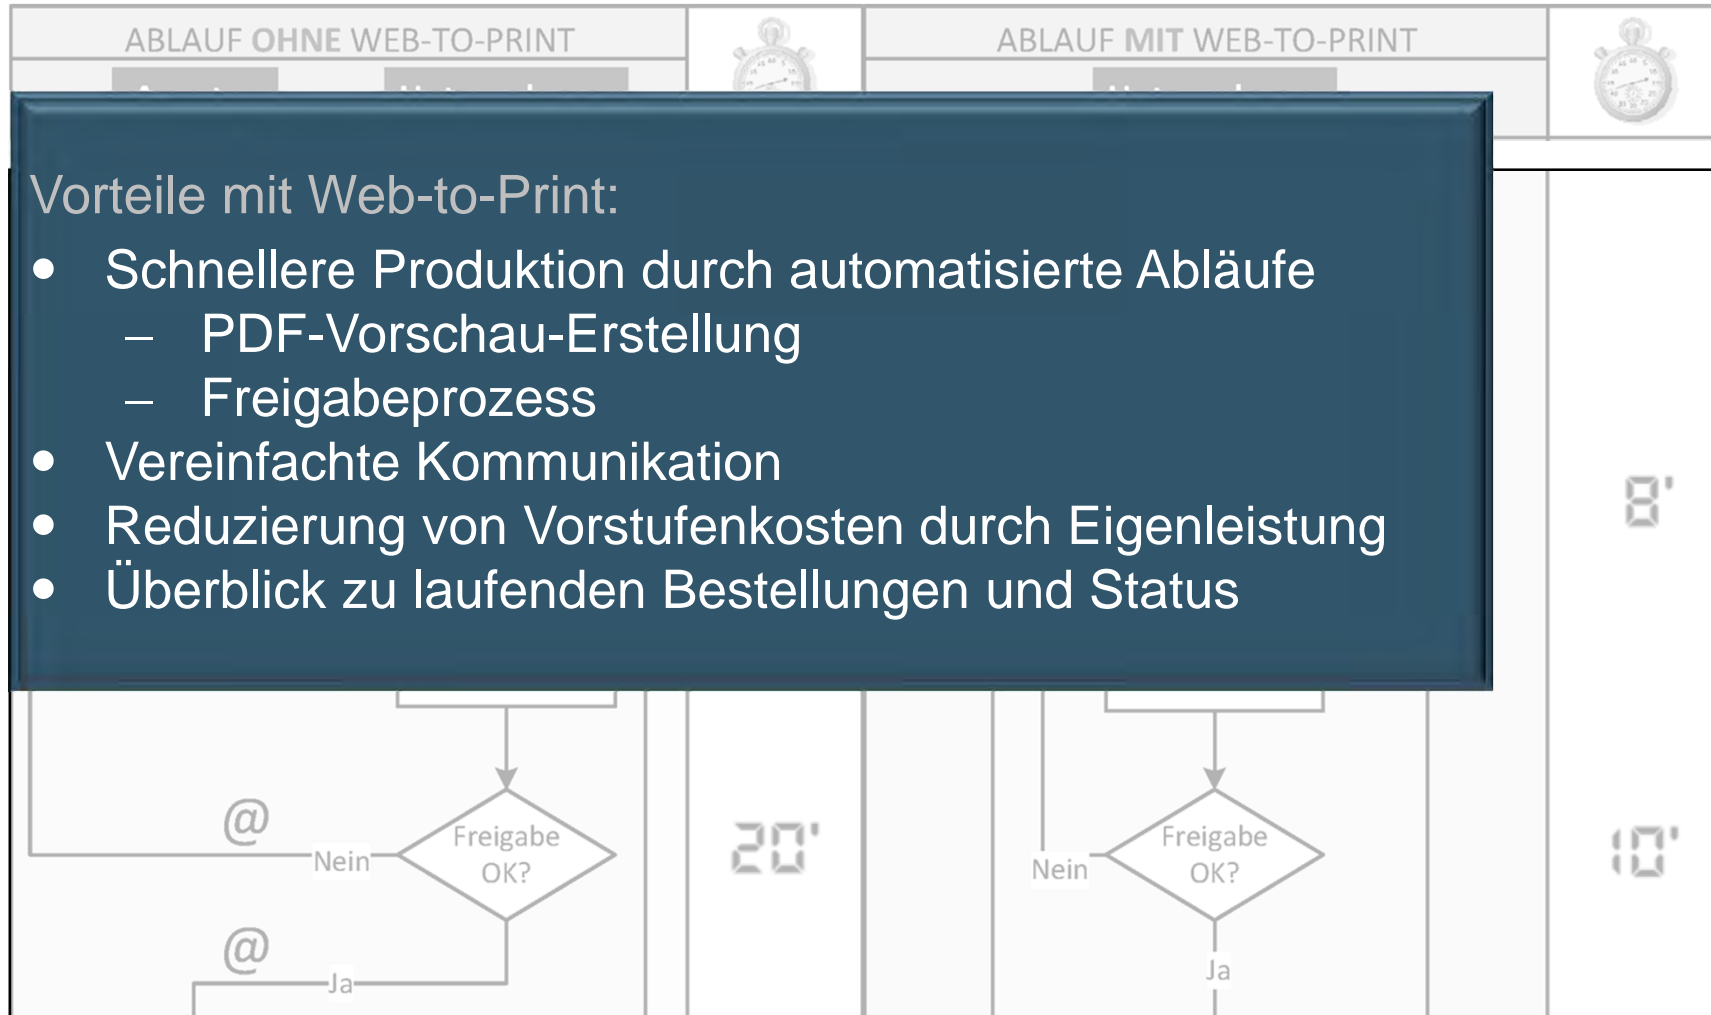 ABLAUF OHNE WEB-TO-PRINT
ABLAUF MIT WEB-TO-PRINT
Vorteile mit Web-to-Print:
• Schnellere Produktion durch automatisierte Abläufe
– PDF-Vorschau-Erstellung
– Freigabeprozess
• Vereinfachte Kommunikation
• Reduzierung von Vorstufenkosten durch Eigenleistung
• Überblick zu laufenden Bestellungen und Status
8'
@
Nein
Freigabe
OK?
20'
Nein
Freigabe
OK?
10'
@
Ja
Ja